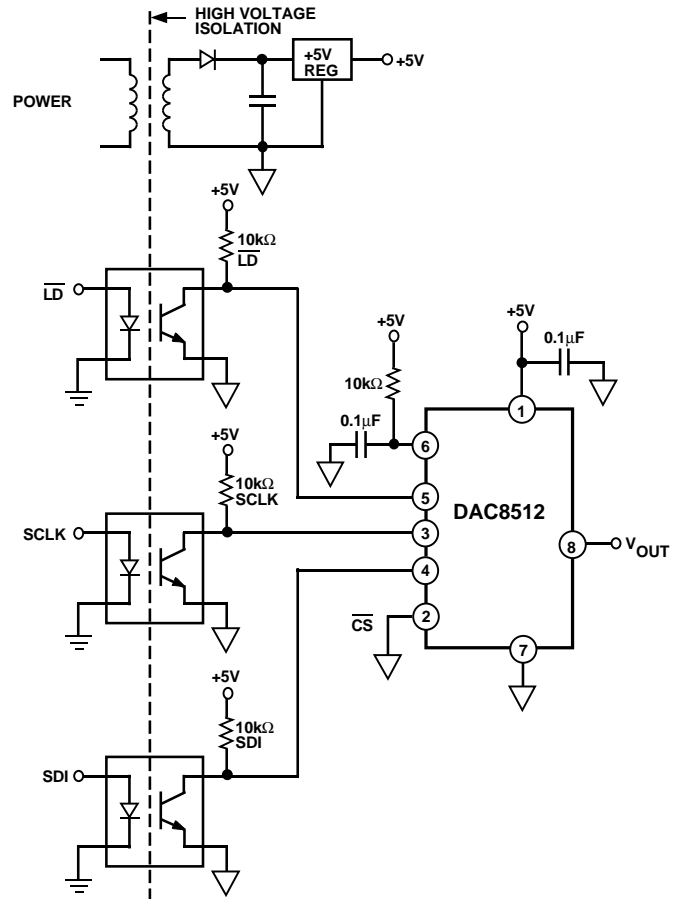 HIGH VOLTAGE
ISOLATION
+5V
REG
+5V
POWER
+5V
10kΩ
LD
LD
+5V
10kΩ
0.1μF
+5V
0.1μF
1
6
5
DAC8512
+5V
10kΩ
SCLK
SCLK
3
4
8
VOUT
2
CS
7
+5V
10kΩ
SDI
SDI